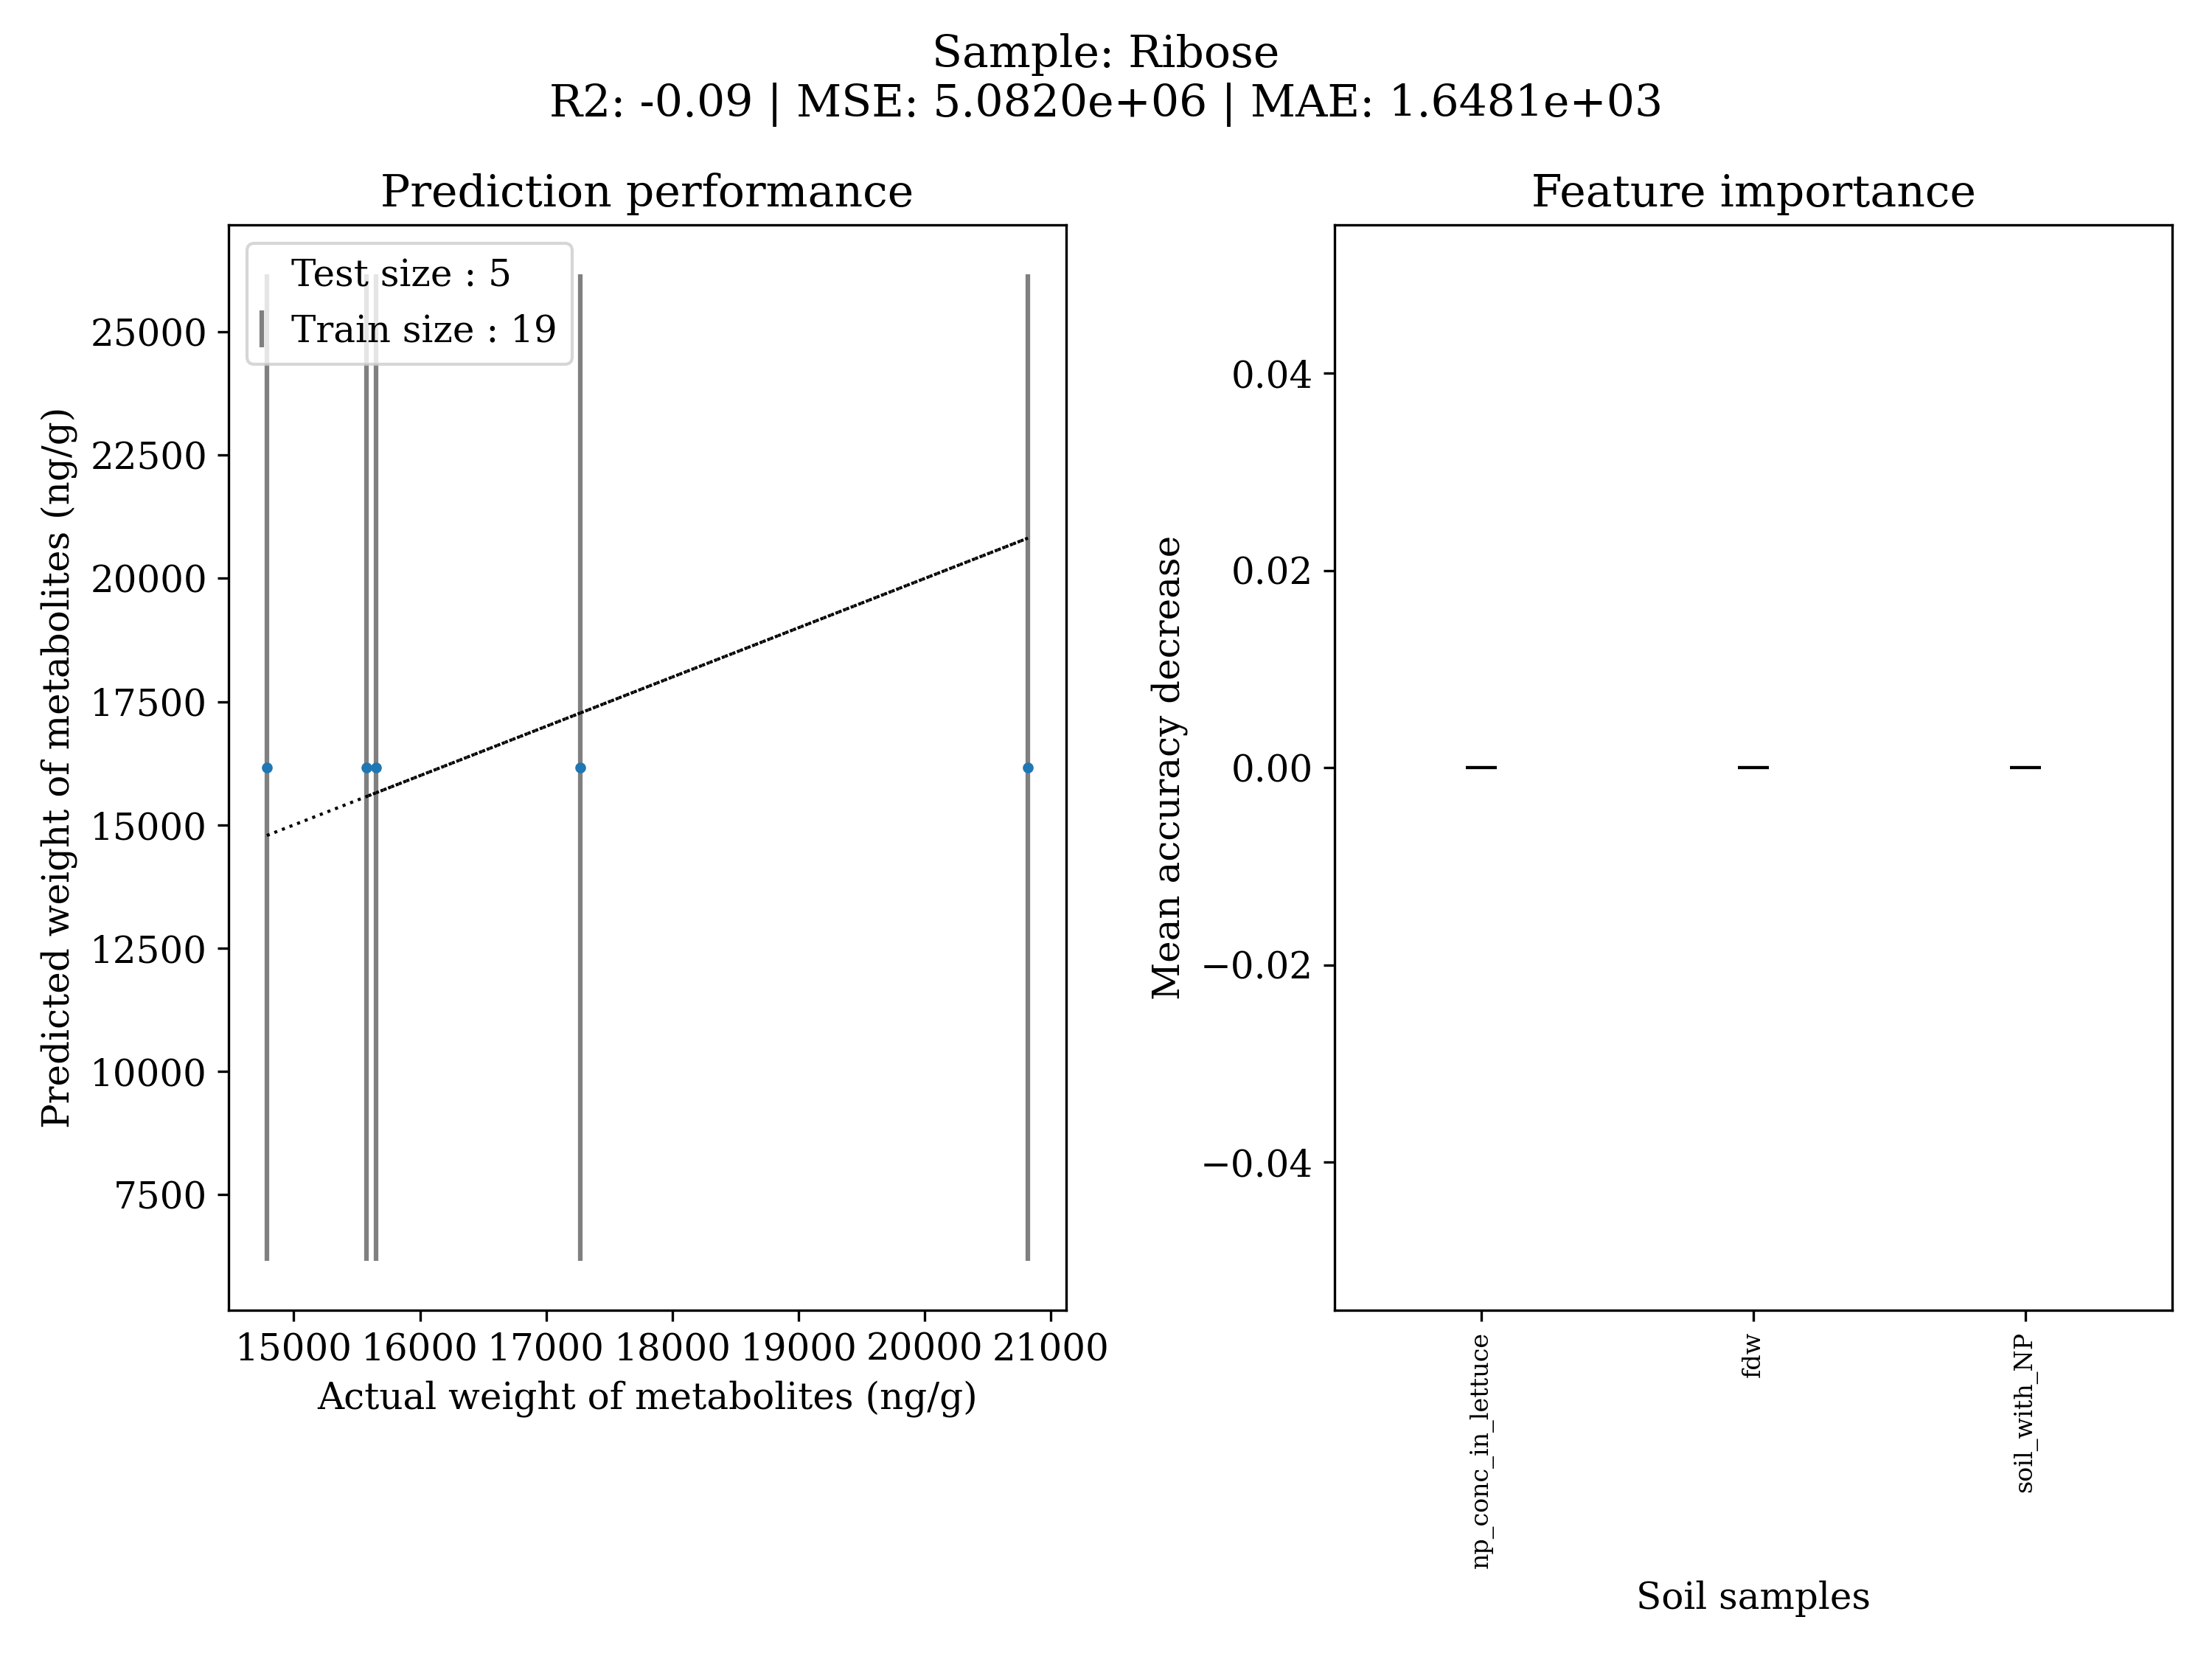 Sample: Ribose
R2: -0.09 | MSE: 5.0820e+06 | MAE: 1.6481e+03
Prediction performance
Test size : 5
Train size : 19
25000
22500
20000
17500
15000
12500
10000
7500
Predicted weight of metabolites (ng/g)
15000 16000 17000 18000 19000 20000 21000
Actual weight of metabolites (ng/g)
Feature importance
0.04
0.02
0.00
−0.02
−0.04
Mean accuracy decrease
np_conc_in_lettuce
fdw
soil_with_NP
Soil samples